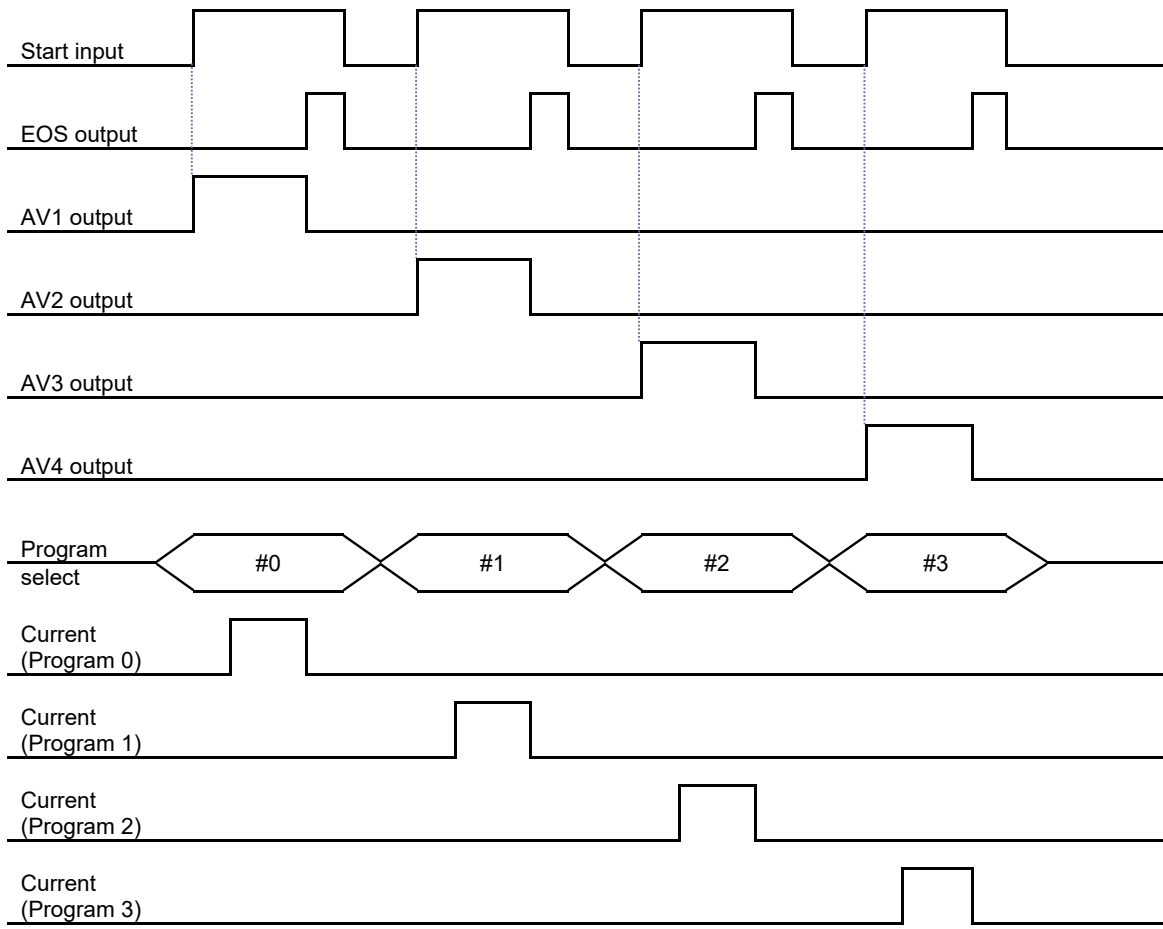 Start input
EOS output
AV1 output
AV2 output
AV3 output
AV4 output
Program
select
#0
#1
#2
#3
Current
(Program 0)
Current
(Program 1)
Current
(Program 2)
Current
(Program 3)